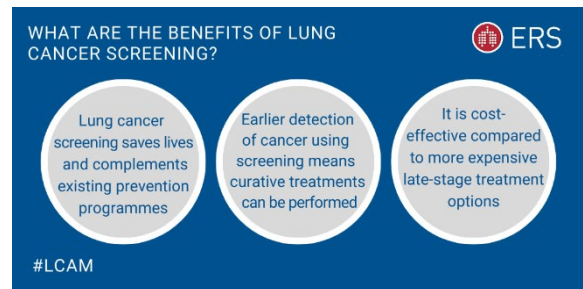 WHAT ARE THE BENEFITS OF LUNG
CANCER SCREENING?
ERS
Lung cancer
screening saves lives
and complements
existing prevention
programmes
Earlier detection
of cancer using
screening means
curative treatments
can be performed
It is cost-
effective compared
to more expensive
late-stage treatment
options
#LCAM